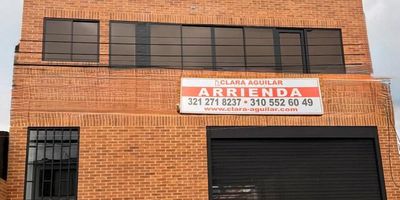 CLARA AGUILAR
ARRIENDA
321 271 8237 • 310 552 60 49
www.clara-aguilar.com